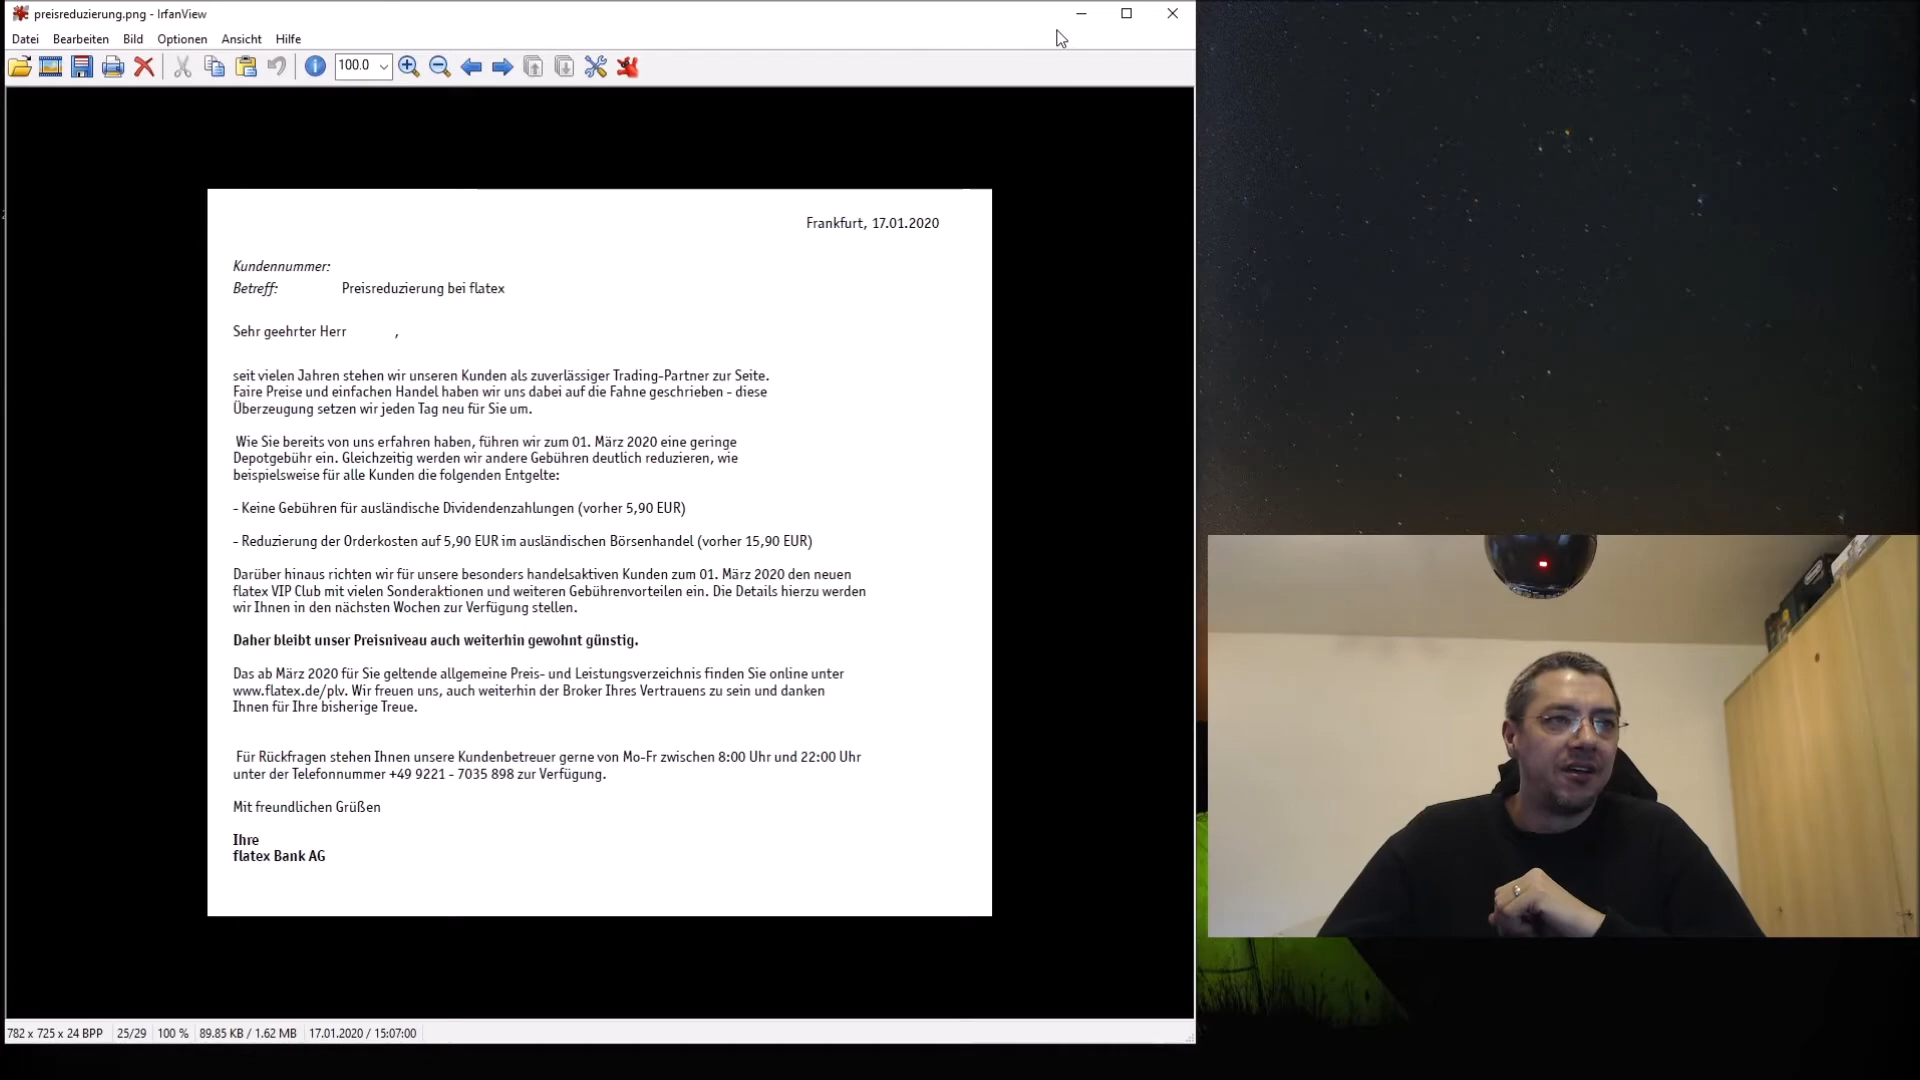 preisreduzierung.png - IrfanView
Datei Bearbeiten Bild Optionen Ansicht Hilfe
100.0
Frankfurt, 17.01.2020
Kundennummer:
Betreff: Preisreduzierung bei flatex
Sehr geehrter Herr ,
seit vielen Jahren stehen wir unseren Kunden als zuverlässiger Trading-Partner zur Seite.
Faire Preise und einfachen Handel haben wir uns dabei auf die Fahne geschrieben - diese
Überzeugung setzen wir jeden Tag neu für Sie um.
Wie Sie bereits von uns erfahren haben, führen wir zum 01. März 2020 eine geringe
Depotgebühr ein. Gleichzeitig werden wir andere Gebühren deutlich reduzieren, wie
beispielsweise für alle Kunden die folgenden Entgelte:
- Keine Gebühren für ausländische Dividendenzahlungen (vorher 5,90 EUR)
- Reduzierung der Orderkosten auf 5,90 EUR im ausländischen Börsenhandel (vorher 15,90 EUR)
Darüber hinaus richten wir für unsere besonders handelsaktiven Kunden zum 01. März 2020 den neuen
flatex VIP Club mit vielen Sonderaktionen und weiteren Gebührenvorteilen ein. Die Details hierzu werden
wir Ihnen in den nächsten Wochen zur Verfügung stellen.
Daher bleibt unser Preisniveau auch weiterhin gewohnt günstig.
Das ab März 2020 für Sie geltende allgemeine Preis- und Leistungsverzeichnis finden Sie online unter
www.flatex.de/plv. Wir freuen uns, auch weiterhin der Broker Ihres Vertrauens zu sein und danken
Ihnen für Ihre bisherige Treue.
Für Rückfragen stehen Ihnen unsere Kundenbetreuer gerne von Mo-Fr zwischen 8:00 Uhr und 22:00 Uhr
unter der Telefonnummer +49 9221 - 7035 898 zur Verfügung.
Mit freundlichen Grüßen
Ihre
flatex Bank AG
782 x 725 x 24 BPP 25/29 100 % 89.85 KB / 1.62 MB 17.01.2020 / 15:07:00